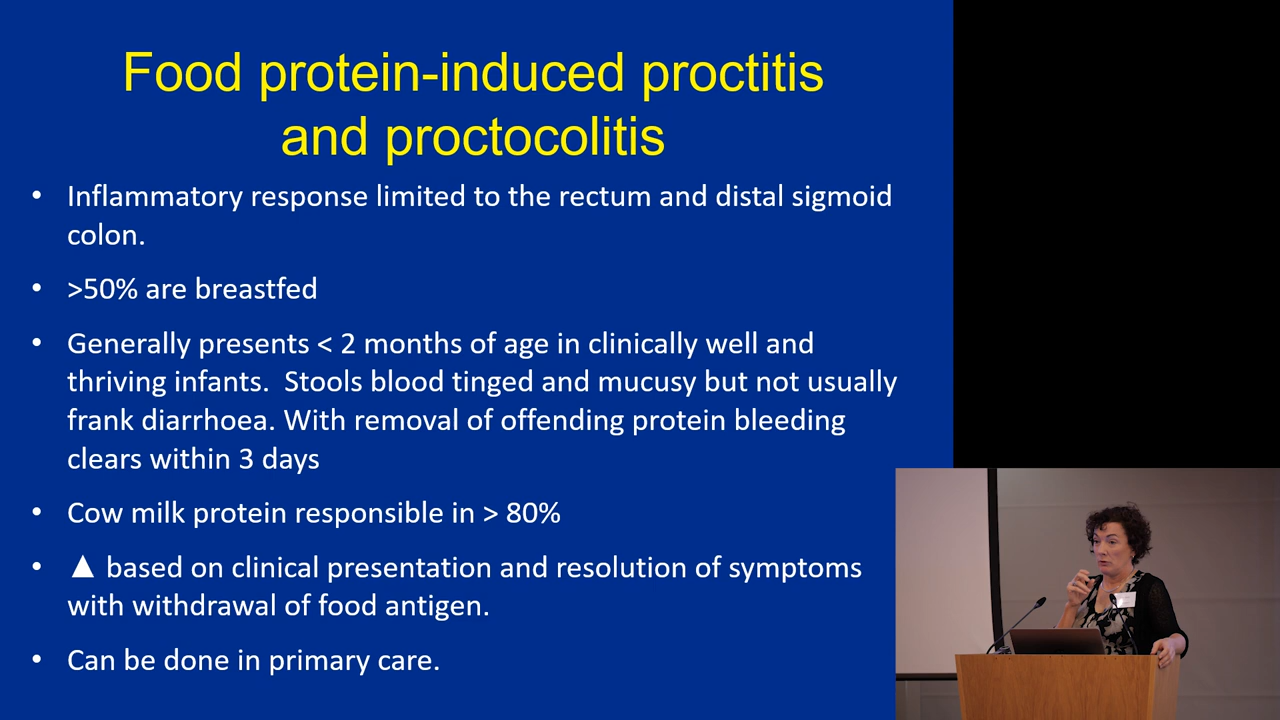 Food protein-induced proctitis
and proctocolitis
• Inflammatory response limited to the rectum and distal sigmoid
colon.
• >50% are breastfed
• Generally presents < 2 months of age in clinically well and
thriving infants.  Stools blood tinged and mucusy but not usually
frank diarrhoea. With removal of offending protein bleeding
clears within 3 days
• Cow milk protein responsible in > 80%
• ▲ based on clinical presentation and resolution of symptoms
with withdrawal of food antigen.
• Can be done in primary care.